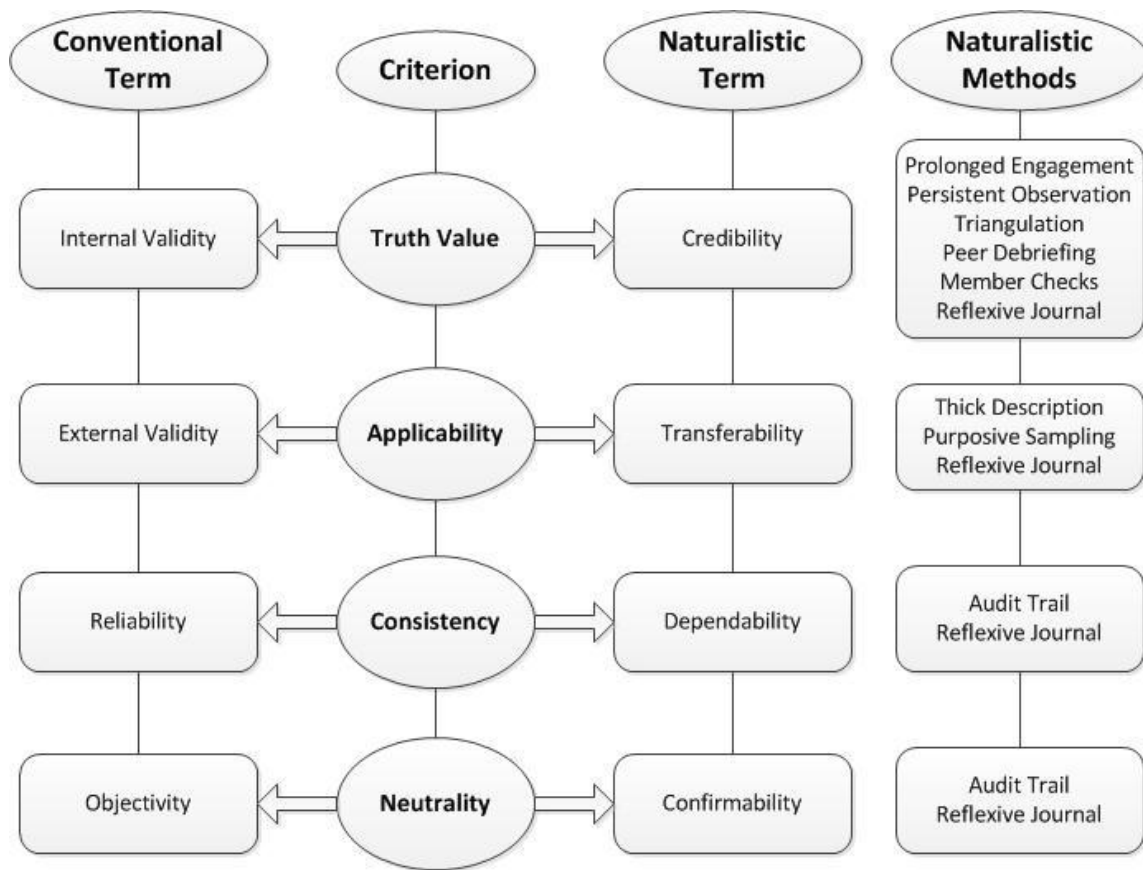 Conventional
Term
Criterion
Naturalistic
Term
Naturalistic
Methods
Internal Validity
Truth Value
Credibility
Prolonged Engagement
Persistent Observation
Triangulation
Peer Debriefing
Member Checks
Reflexive Journal
External Validity
Applicability
Transferability
Thick Description
Purposive Sampling
Reflexive Journal
Reliability
Consistency
Dependability
Audit Trail
Reflexive Journal
Objectivity
Neutrality
Confirmability
Audit Trail
Reflexive Journal